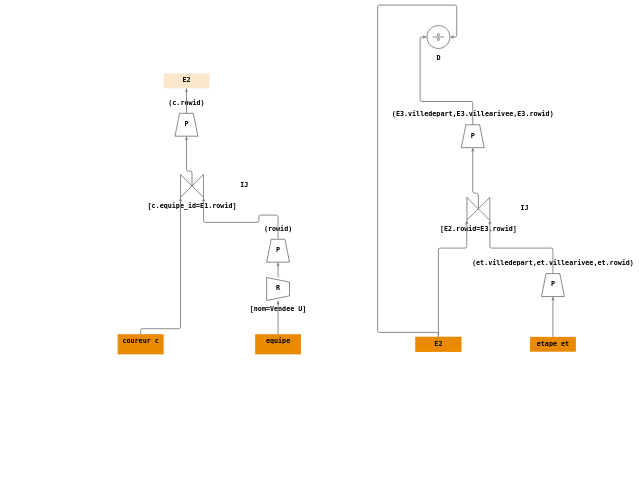 E2
(c.rowid)
P
IJ
[c.equipe_id=E1.rowid]
(rowid)
P
R
[nom=Vendee U]
coureur c
equipe
D
(E3.villedepart,E3.villearivee,E3.rowid)
P
IJ
[E2.rowid=E3.rowid]
(et.villedepart,et.villearivee,et.rowid)
P
E2
etape et